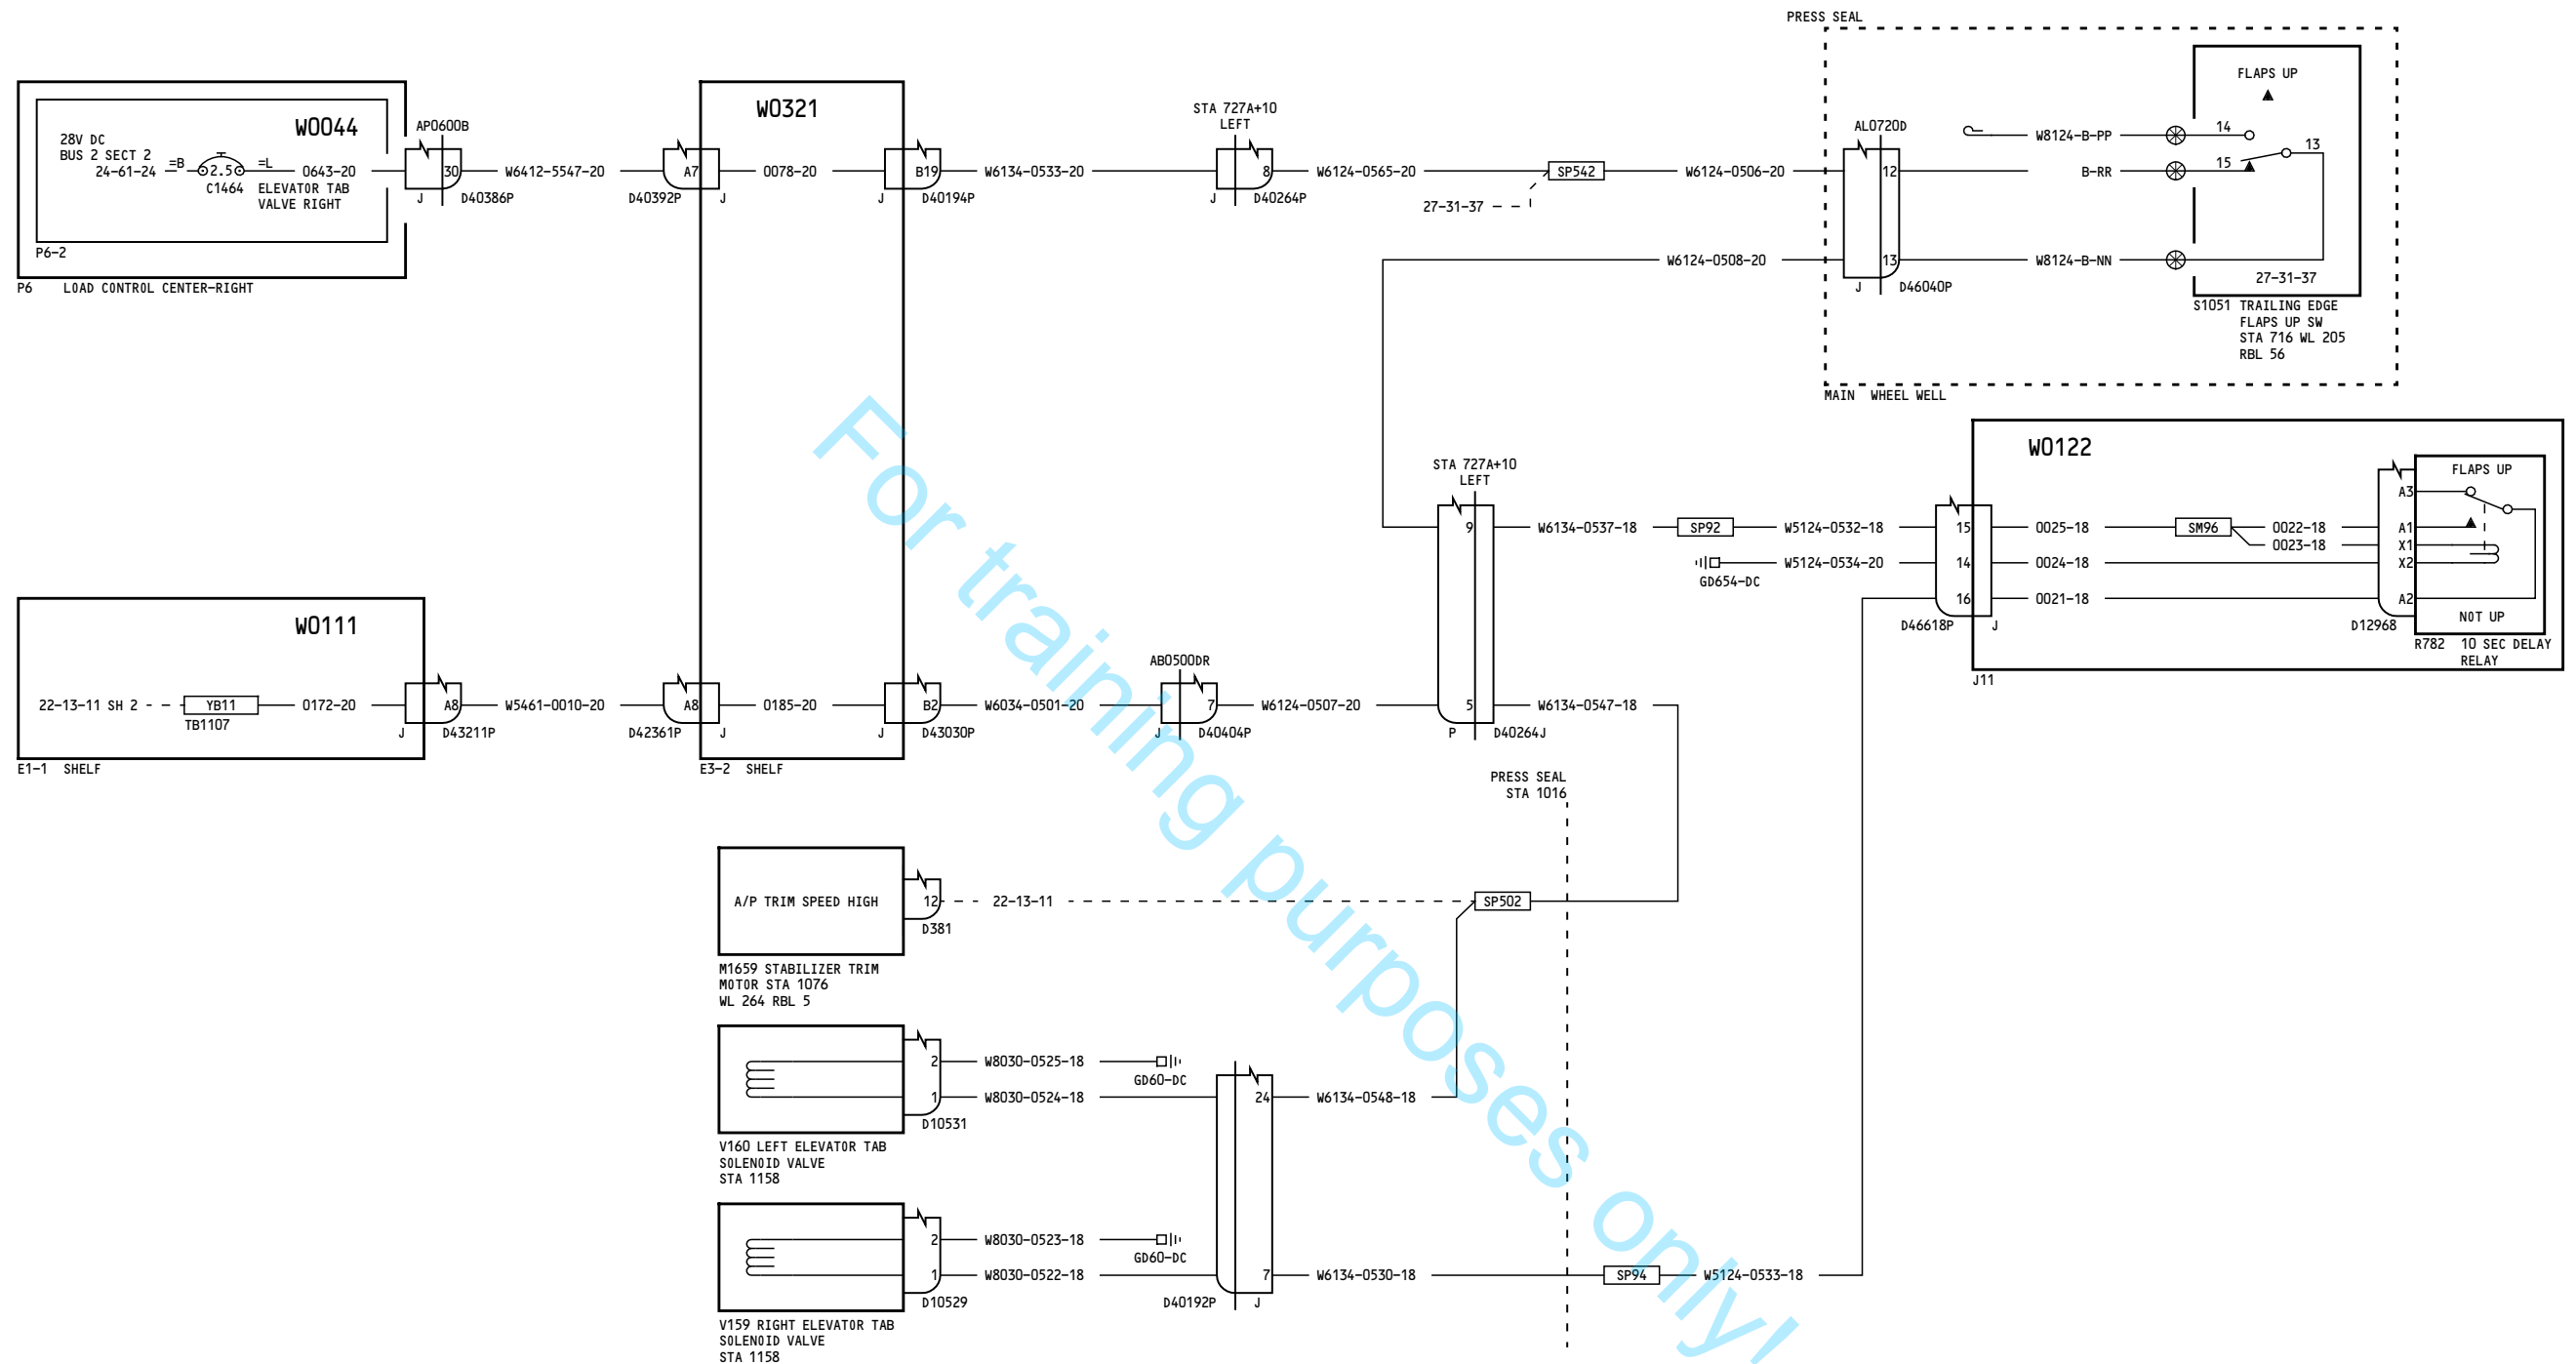 PRESS SEAL
FLAPS UP
14
13
15
27-31-37
S1051 TRAILING EDGE
FLAPS UP SW
STA 716 WL 205
RBL 56
W8124-B-PP
B-RR
W8124-B-NN
AL0720D
12
13
J
D46040P
MAIN WHEEL WELL
W0044
28V DC
BUS 2 SECT 2
24-61-24
=B
2.5
=L
C1464
ELEVATOR TAB
VALVE RIGHT
0643-20
P6-2
P6 LOAD CONTROL CENTER-RIGHT
AP0600B
30
J
D40386P
W6412-5547-20
A7
D40392P
J
W0321
0078-20
B19
J
D40194P
W6134-0533-20
STA 727A+10
LEFT
8
J
D40264P
W6124-0565-20
SP542
27-31-37
W6124-0506-20
W6124-0508-20
W0122
FLAPS UP
A3
A1
X1
X2
A2
NOT UP
D12968
R782 10 SEC DELAY
RELAY
J11
STA 727A+10
LEFT
9
W6134-0537-18
SP92
W5124-0532-18
15
0025-18
SM96
0022-18
0023-18
GD654-DC
W5124-0534-20
14
0024-18
16
0021-18
D46618P
J
W0111
22-13-11 SH 2
YB11
TB1107
0172-20
A8
J
D43211P
E1-1 SHELF
W5461-0010-20
A8
D42361P
J
0185-20
B2
J
D43030P
E3-2 SHELF
W6034-0501-20
AB0500DR
7
J
D40404P
W6124-0507-20
5
P
D40264J
W6134-0547-18
PRESS SEAL
STA 1016
A/P TRIM SPEED HIGH
12
D381
22-13-11
SP502
M1659 STABILIZER TRIM
MOTOR STA 1076
WL 264 RBL 5
2
W8030-0525-18
GD60-DC
1
W8030-0524-18
24
W6134-0548-18
D10531
V160 LEFT ELEVATOR TAB
SOLENOID VALVE
STA 1158
2
W8030-0523-18
GD60-DC
1
W8030-0522-18
7
W6134-0530-18
SP94
W5124-0533-18
D10529
D40192P
J
V159 RIGHT ELEVATOR TAB
SOLENOID VALVE
STA 1158
For training purposes only!